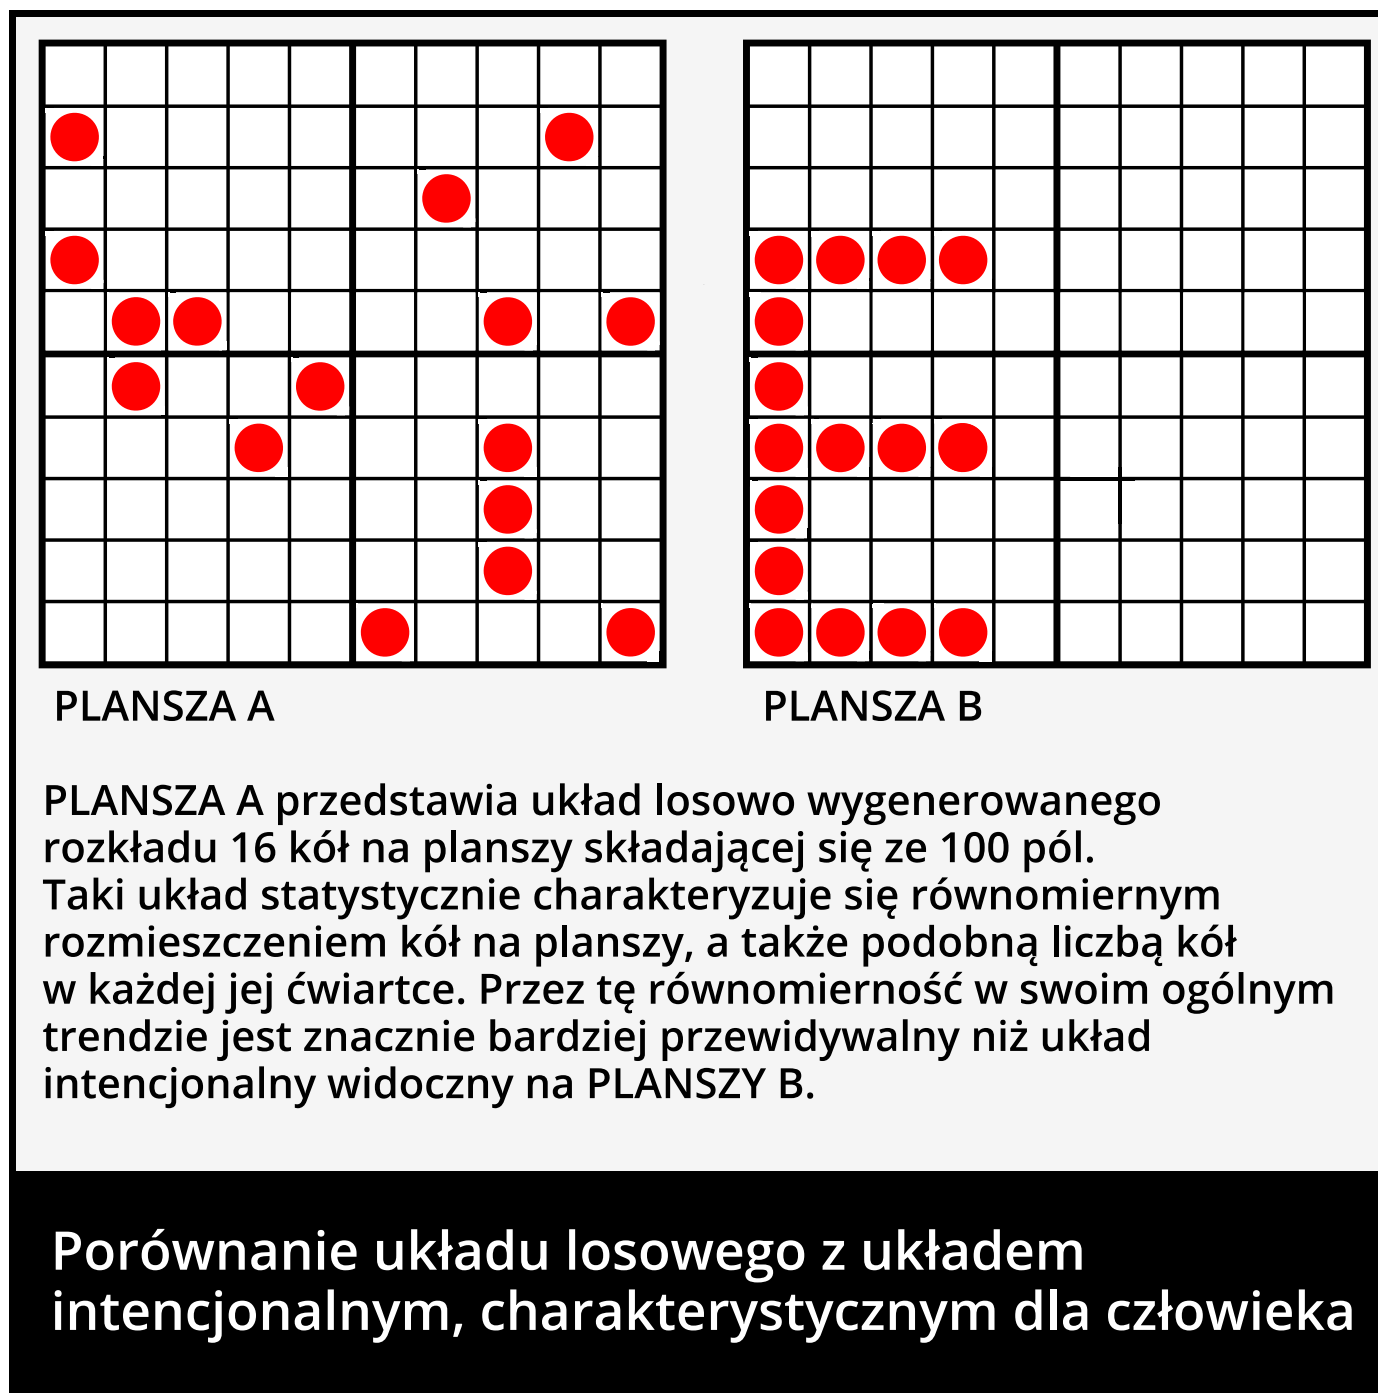 PLANSZA A
PLANSZA B
PLANSZA A przedstawia układ losowo wygenerowanego
rozkładu 16 kół na planszy składającej się ze 100 pól.
Taki układ statystycznie charakteryzuje się równomiernym
rozmieszczeniem kół na planszy, a także podobną liczbą kół
w każdej jej ćwiartce. Przez tę równomierność w swoim ogólnym
trendzie jest znacznie bardziej przewidywalny niż układ
intencjonalny widoczny na PLANSZY B.
Porównanie układu losowego z układem
intencjonalnym, charakterystycznym dla człowieka